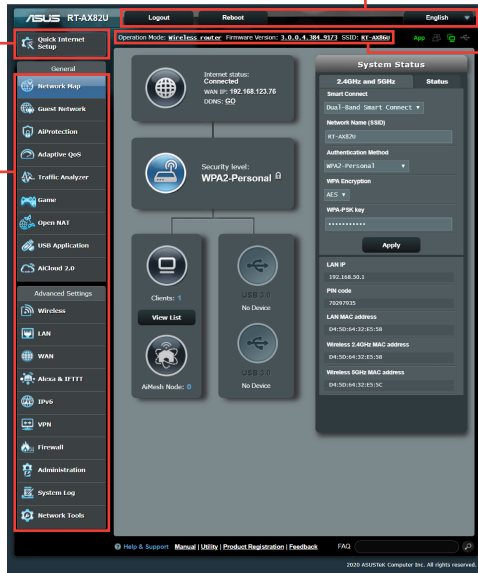 ASUS RT-AX82U
Logout
Reboot
English
Quick Internet
Setup
Operation Mode: Wireless router Firmware Version: 3.0.0.4.384_9173 SSID: RT-AX86U
App
General
Network Map
Guest Network
AiProtection
Adaptive QoS
Traffic Analyzer
Game
Open NAT
USB Application
AiCloud 2.0
Advanced Settings
Wireless
LAN
WAN
Alexa & IFTTT
IPv6
VPN
Firewall
Administration
System Log
Network Tools
Internet status:
Connected
WAN IP: 192.168.123.76
DDNS: GO
Security level:
WPA2-Personal
Clients: 1
View List
AiMesh Node: 0
USB 3.0
No Device
USB 3.0
No Device
System Status
2.4GHz and 5GHz
Status
Smart Connect
Dual-Band Smart Connect
Network Name (SSID)
RT-AX82U
Authentication Method
WPA2-Personal
WPA Encryption
AES
WPA-PSK key
•••••••••••
Apply
LAN IP
192.168.50.1
PIN code
70297935
LAN MAC address
D4:5D:64:32:E5:58
Wireless 2.4GHz MAC address
D4:5D:64:32:E5:58
Wireless 5GHz MAC address
D4:5D:64:32:E5:5C
Help & Support Manual | Utility | Product Registration | Feedback
FAQ
2020 ASUSTeK Computer Inc. All rights reserved.